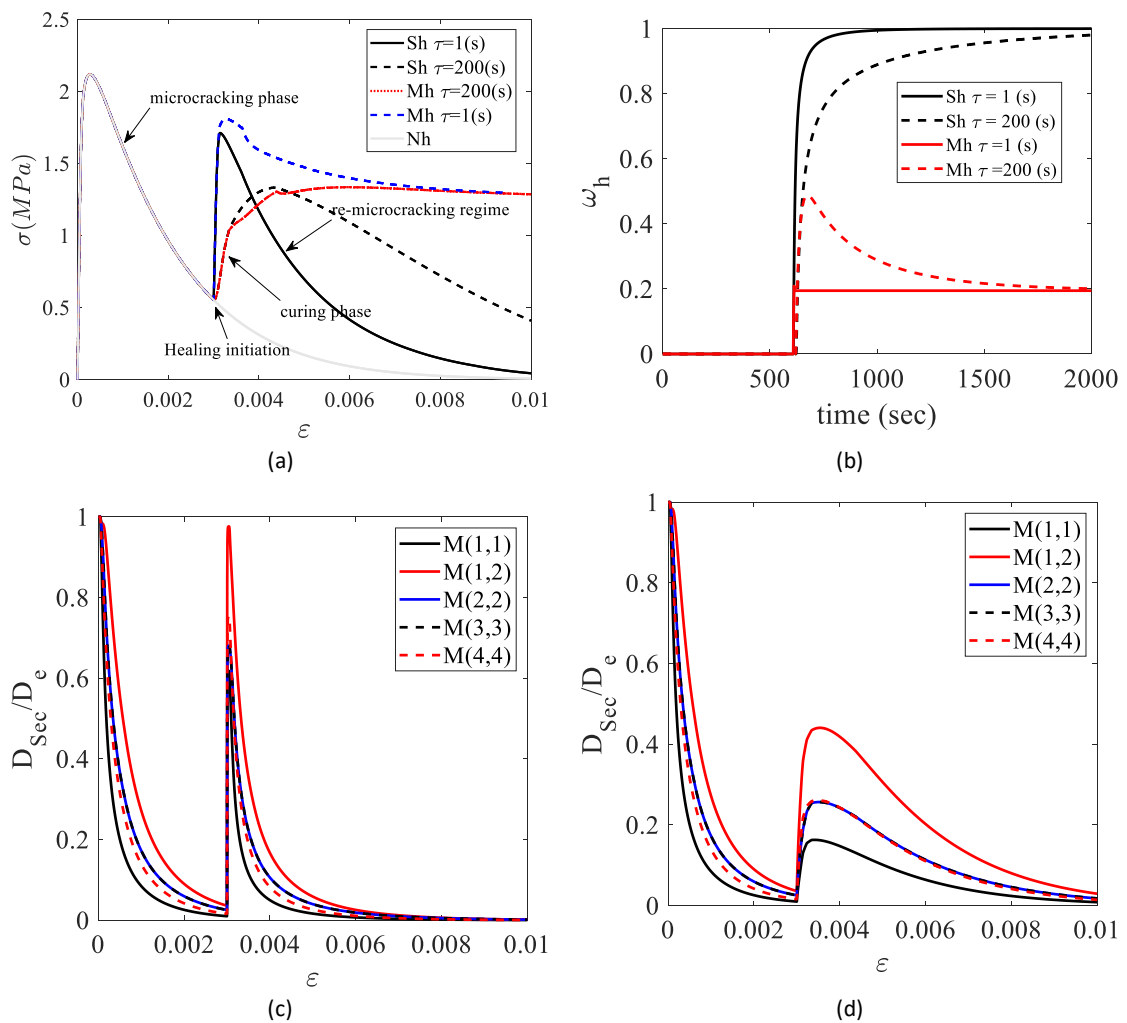 2.5
2
1.5
1
0.5
0
σ(MPa)
microcracking phase
Sh τ=1(s)
Sh τ=200(s)
Mh τ=200(s)
Mh τ=1(s)
Nh
re-microcracking regime
curing phase
Healing initiation
0 0.002 0.004 0.006 0.008 0.01
ε
(a)
1
0.8
0.6
0.4
0.2
0
ω_h
Sh τ = 1 (s)
Sh τ = 200 (s)
Mh τ =1 (s)
Mh τ =200 (s)
0 500 1000 1500 2000
time (sec)
(b)
1
0.8
0.6
0.4
0.2
0
D_Sec/D_e
M(1,1)
M(1,2)
M(2,2)
M(3,3)
M(4,4)
0 0.002 0.004 0.006 0.008 0.01
ε
(c)
1
0.8
0.6
0.4
0.2
0
D_Sec/D_e
M(1,1)
M(1,2)
M(2,2)
M(3,3)
M(4,4)
0 0.002 0.004 0.006 0.008 0.01
ε
(d)